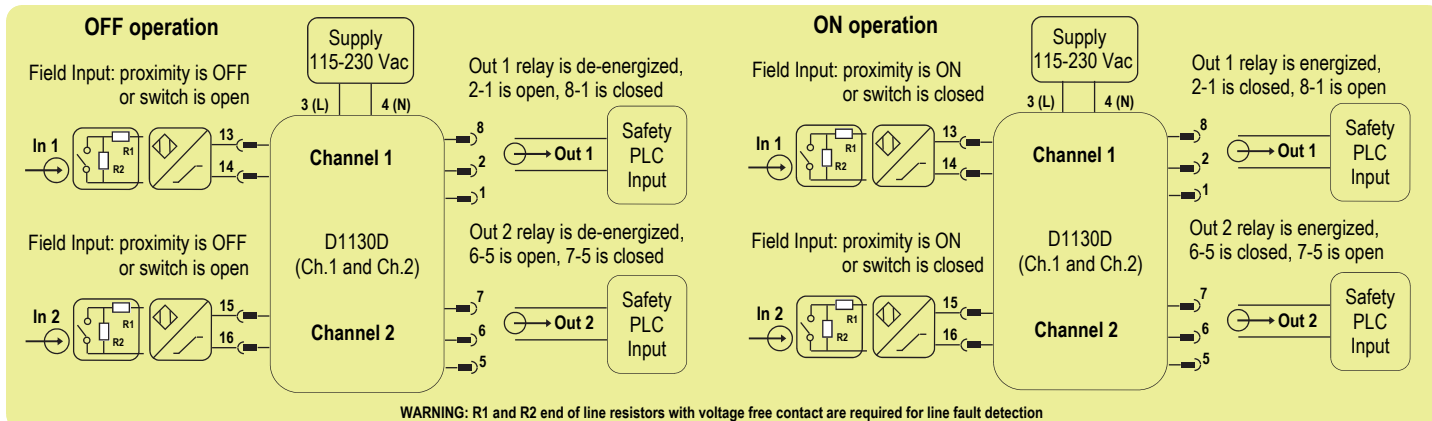 OFF operation
Supply
115-230 Vac
3 (L) 4 (N)
Field Input: proximity is OFF
or switch is open
Out 1 relay is de-energized,
2-1 is open, 8-1 is closed
In 1
R1
R2
13
14
Channel 1
8
2
1
Out 1
Safety
PLC
Input
Field Input: proximity is OFF
or switch is open
D1130D
(Ch.1 and Ch.2)
Out 2 relay is de-energized,
6-5 is open, 7-5 is closed
In 2
R1
R2
15
16
Channel 2
7
6
5
Out 2
Safety
PLC
Input
ON operation
Supply
115-230 Vac
3 (L) 4 (N)
Field Input: proximity is ON
or switch is closed
Out 1 relay is energized,
2-1 is closed, 8-1 is open
In 1
R1
R2
13
14
Channel 1
8
2
1
Out 1
Safety
PLC
Input
Field Input: proximity is ON
or switch is closed
D1130D
(Ch.1 and Ch.2)
Out 2 relay is energized,
6-5 is closed, 7-5 is open
In 2
R1
R2
15
16
Channel 2
7
6
5
Out 2
Safety
PLC
Input
WARNING: R1 and R2 end of line resistors with voltage free contact are required for line fault detection